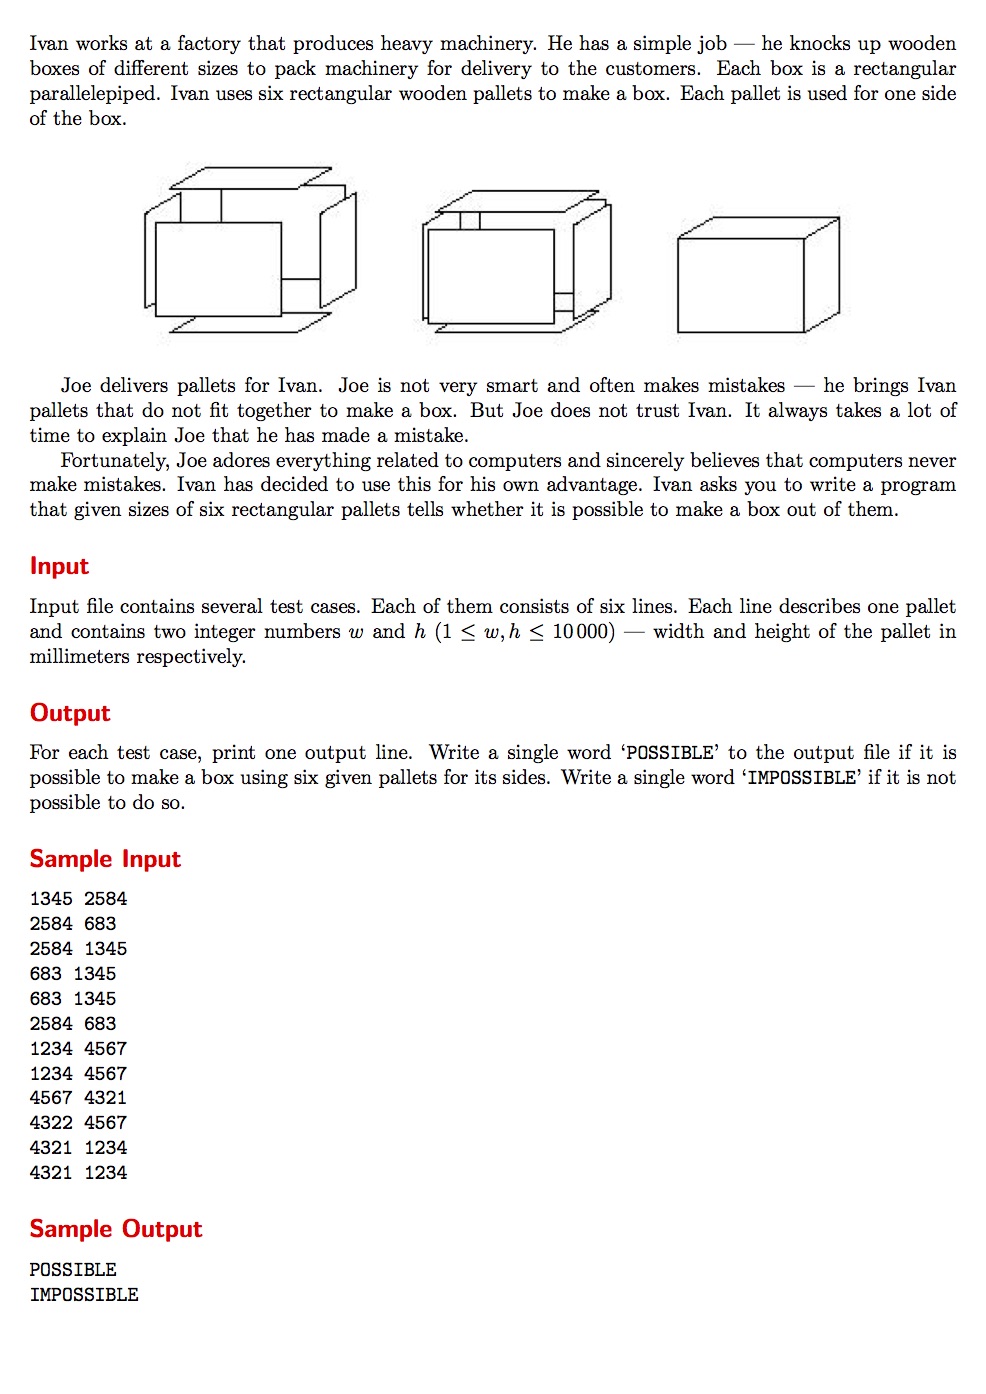 Ivan works at a factory that produces heavy machinery. He has a simple job — he knocks up wooden
boxes of different sizes to pack machinery for delivery to the customers. Each box is a rectangular
parallelepiped. Ivan uses six rectangular wooden pallets to make a box. Each pallet is used for one side
of the box.
Joe delivers pallets for Ivan. Joe is not very smart and often makes mistakes — he brings Ivan
pallets that do not fit together to make a box. But Joe does not trust Ivan. It always takes a lot of
time to explain Joe that he has made a mistake.
Fortunately, Joe adores everything related to computers and sincerely believes that computers never
make mistakes. Ivan has decided to use this for his own advantage. Ivan asks you to write a program
that given sizes of six rectangular pallets tells whether it is possible to make a box out of them.
Input
Input file contains several test cases. Each of them consists of six lines. Each line describes one pallet
and contains two integer numbers w and h (1 ≤ w, h ≤ 10 000) — width and height of the pallet in
millimeters respectively.
Output
For each test case, print one output line. Write a single word ‘POSSIBLE’ to the output file if it is
possible to make a box using six given pallets for its sides. Write a single word ‘IMPOSSIBLE’ if it is not
possible to do so.
Sample Input
1345 2584
2584 683
2584 1345
683 1345
683 1345
2584 683
1234 4567
1234 4567
4567 4321
4322 4567
4321 1234
4321 1234
Sample Output
POSSIBLE
IMPOSSIBLE